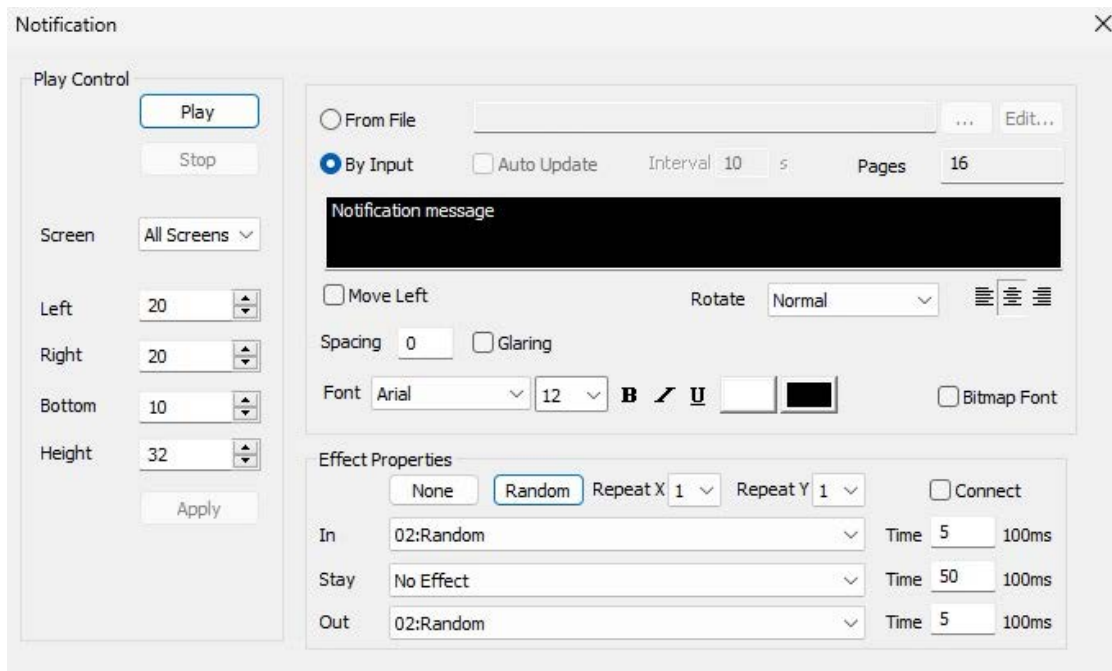 Notification
Play Control
Play
Stop
Screen All Screens
Left 20
Right 20
Bottom 10
Height 32
Apply
From File ... Edit...
By Input Auto Update Interval 10 s Pages 16
Notification message
Move Left Rotate Normal
Spacing 0 Glaring
Font Arial 12 B I U Bitmap Font
Effect Properties
None Random Repeat X 1 Repeat Y 1 Connect
In 02:Random Time 5 100ms
Stay No Effect Time 50 100ms
Out 02:Random Time 5 100ms